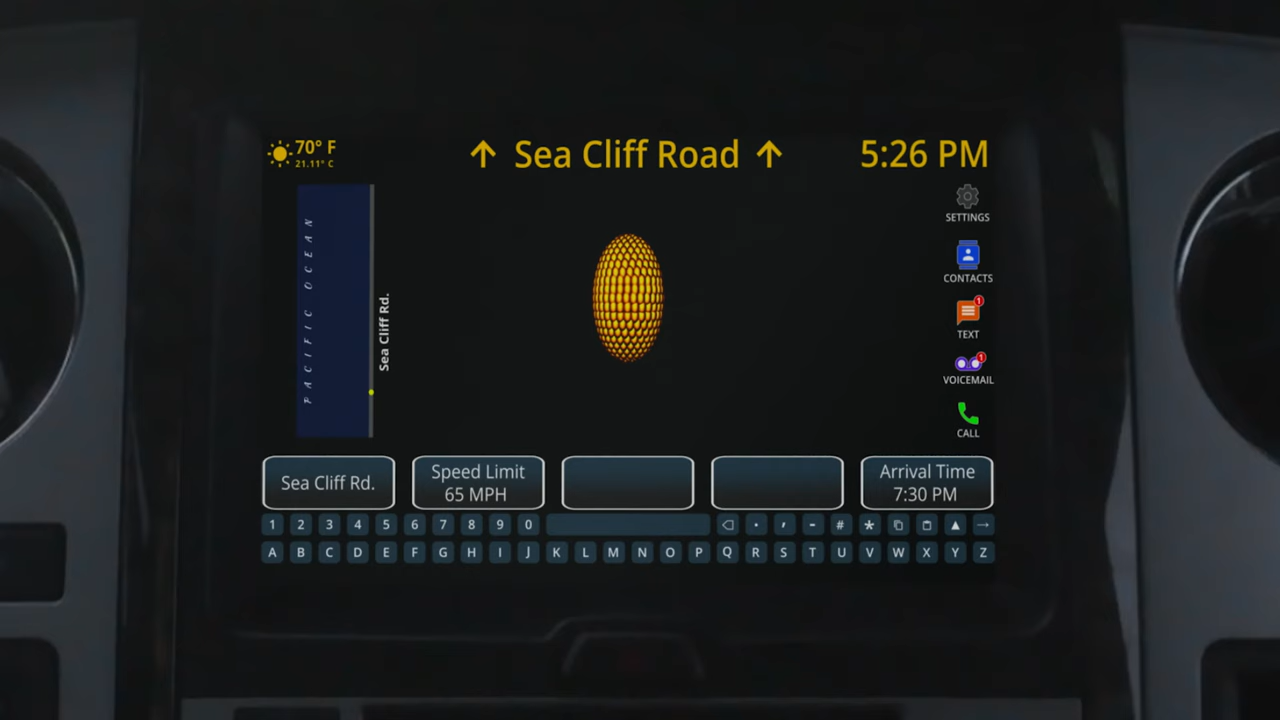 70° F
21.11° C
↑ Sea Cliff Road ↑
5:26 PM
PACIFIC OCEAN
Sea Cliff Rd.
SETTINGS
CONTACTS
1
TEXT
1
VOICEMAIL
CALL
Sea Cliff Rd.
Speed Limit
65 MPH
Arrival Time
7:30 PM
1 2 3 4 5 6 7 8 9 0 . , - # * ▲ →
A B C D E F G H I J K L M N O P Q R S T U V W X Y Z